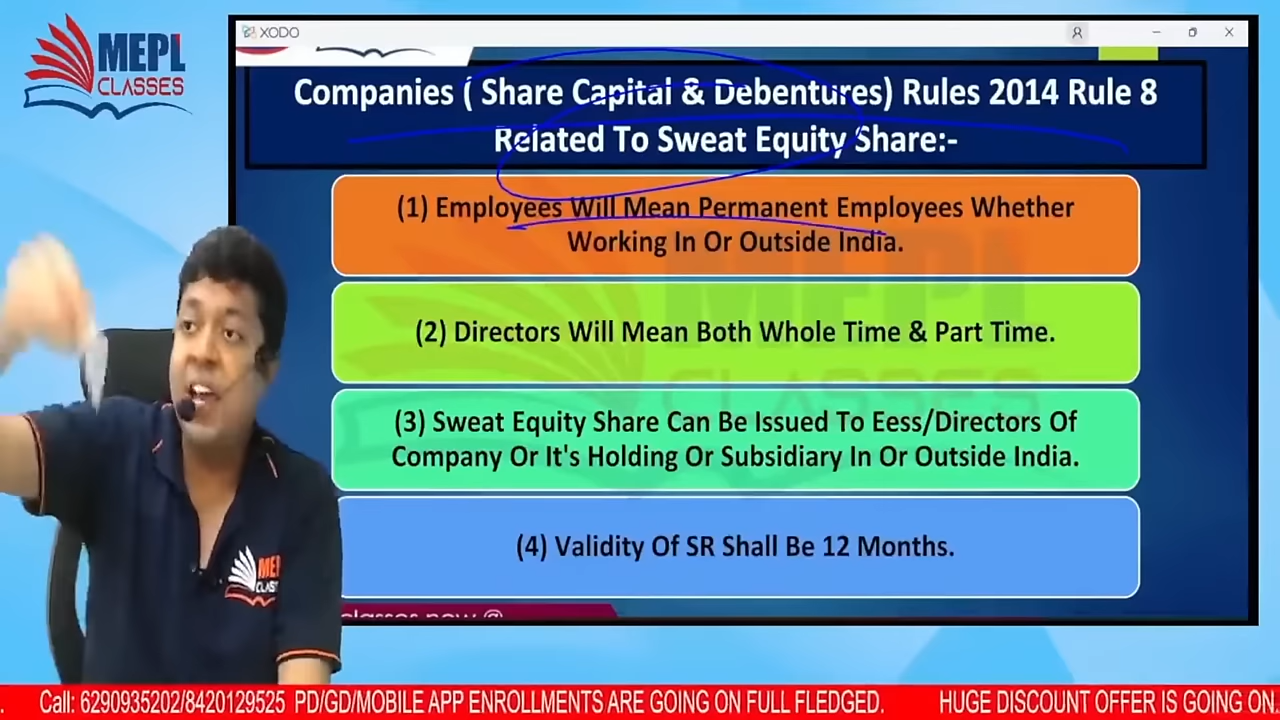 MEPL
CLASSES
XODO
Companies ( Share Capital & Debentures) Rules 2014 Rule 8
Related To Sweat Equity Share:-
(1) Employees Will Mean Permanent Employees Whether
Working In Or Outside India.
(2) Directors Will Mean Both Whole Time & Part Time.
(3) Sweat Equity Share Can Be Issued To Eess/Directors Of
Company Or It's Holding Or Subsidiary In Or Outside India.
(4) Validity Of SR Shall Be 12 Months.
classes now @
MEPL
CLASSES
Call: 6290935202/8420129525 PD/GD/MOBILE APP ENROLLMENTS ARE GOING ON FULL FLEDGED. HUGE DISCOUNT OFFER IS GOING ON.